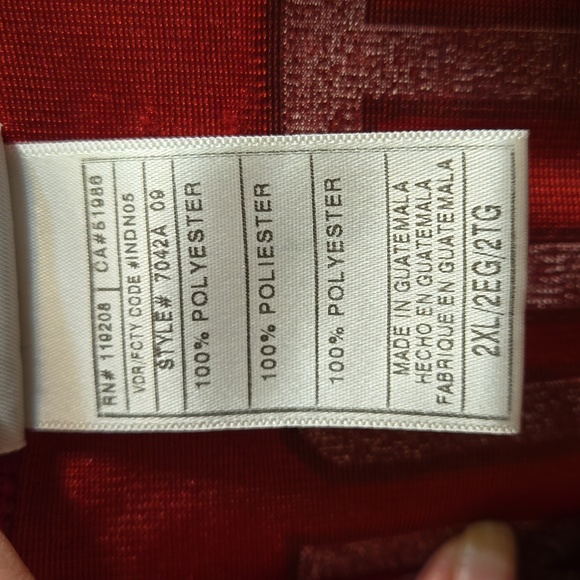 RN# 119208 | CA#51988
VDR/FCTY CODE #INDN05
STYLE# 7042A 09
100% POLYESTER
100% POLIESTER
100% POLYESTER
MADE IN GUATEMALA
HECHO EN GUATEMALA
FABRIQUE EN GUATEMALA
2XL/2EG/2TG